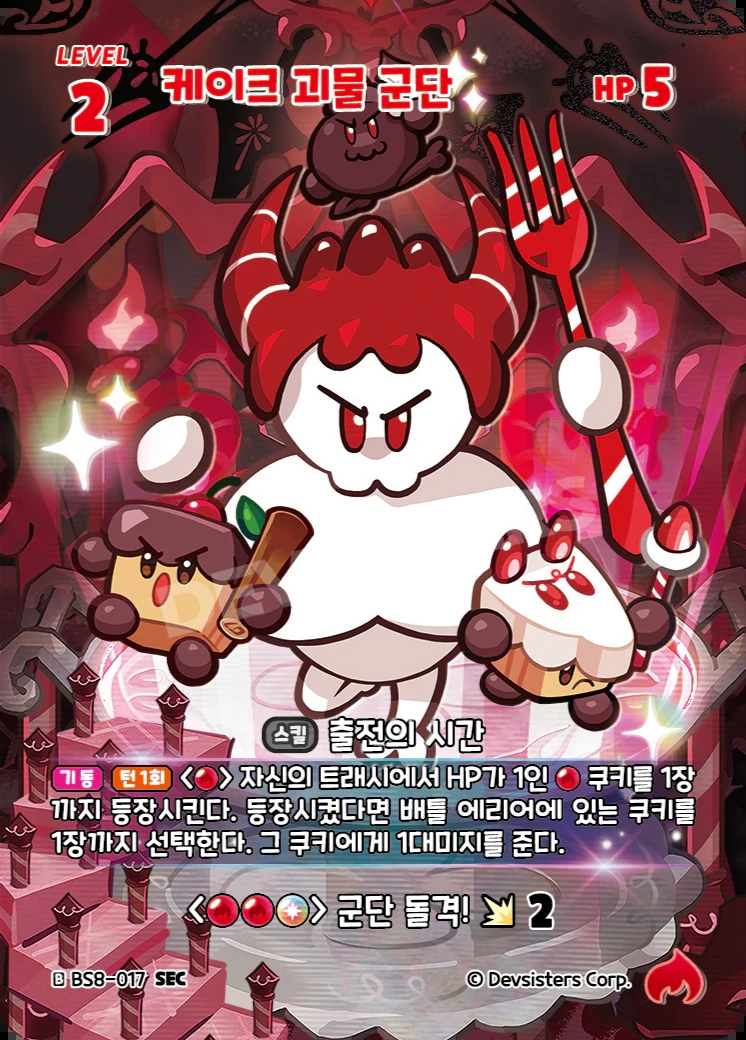 LEVEL
2
케이크 괴물 군단
HP 5
스킬 출전의 시간
기동 턴 1회 < > 자신의 트래시에서 HP가 1인 쿠키를 1장
까지 등장시킨다. 등장시켰다면 배틀 에리어에 있는 쿠키를
1장까지 선택한다. 그 쿠키에게 1대미지를 준다.
< > 군단 돌격! 2
B BS8-017 SEC
© Devsisters Corp.